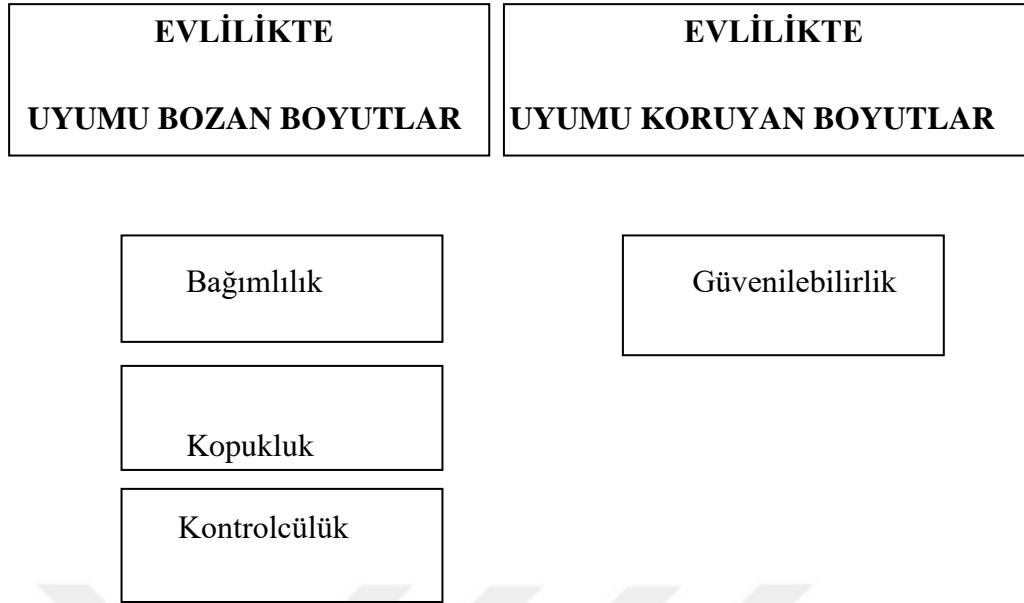 EVLİLİKTE
UYUMU BOZAN BOYUTLAR
EVLİLİKTE
UYUMU KORUYAN BOYUTLAR
Bağımlılık
Güvenilebilirlik
Kopukluk
Kontrolcülük